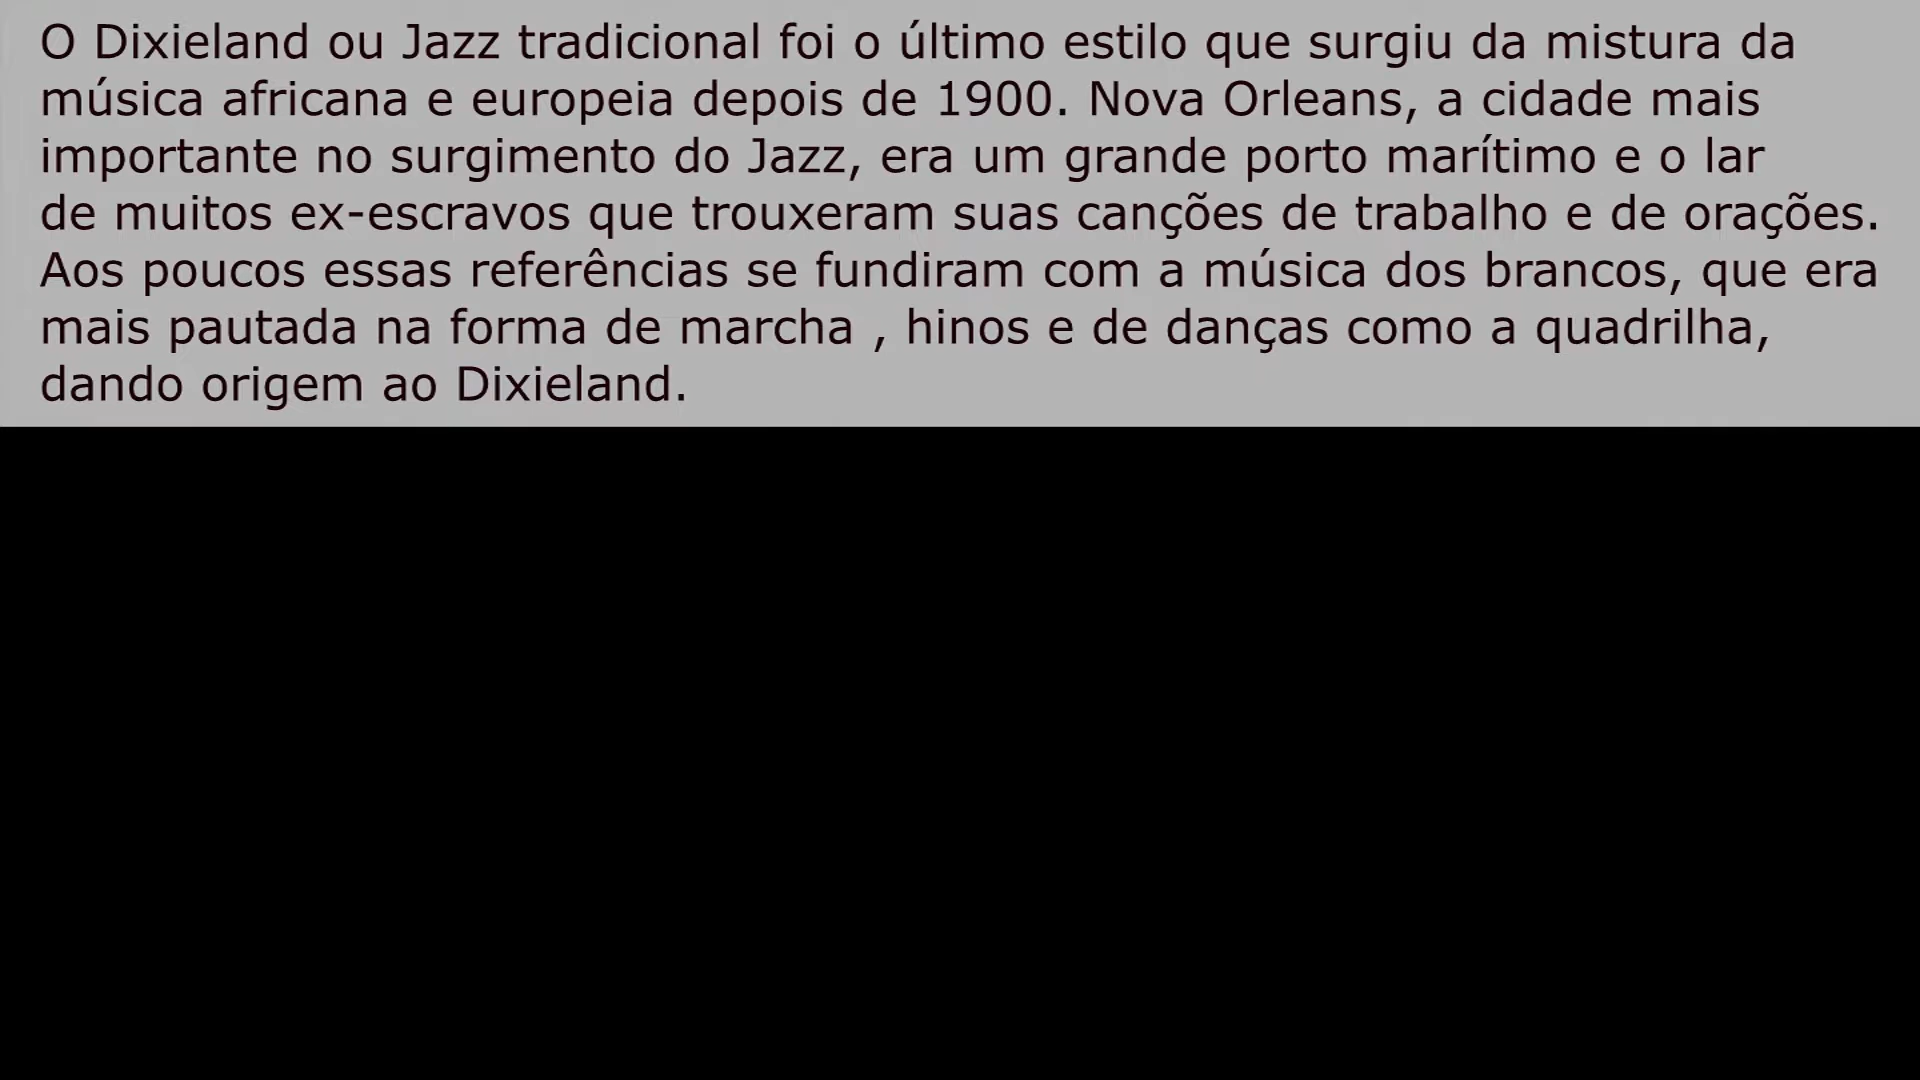 O Dixieland ou Jazz tradicional foi o último estilo que surgiu da mistura da
música africana e europeia depois de 1900. Nova Orleans, a cidade mais
importante no surgimento do Jazz, era um grande porto marítimo e o lar
de muitos ex-escravos que trouxeram suas canções de trabalho e de orações.
Aos poucos essas referências se fundiram com a música dos brancos, que era
mais pautada na forma de marcha , hinos e de danças como a quadrilha,
dando origem ao Dixieland.